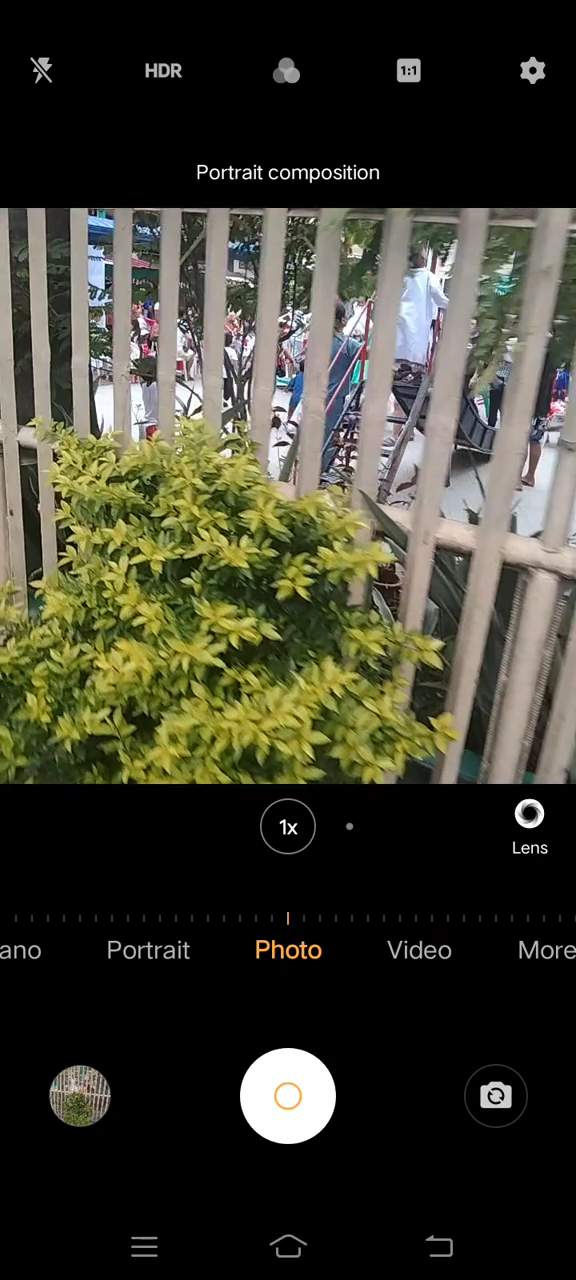 HDR
1:1
Portrait composition
1x
Lens
ano
Portrait
Photo
Video
More